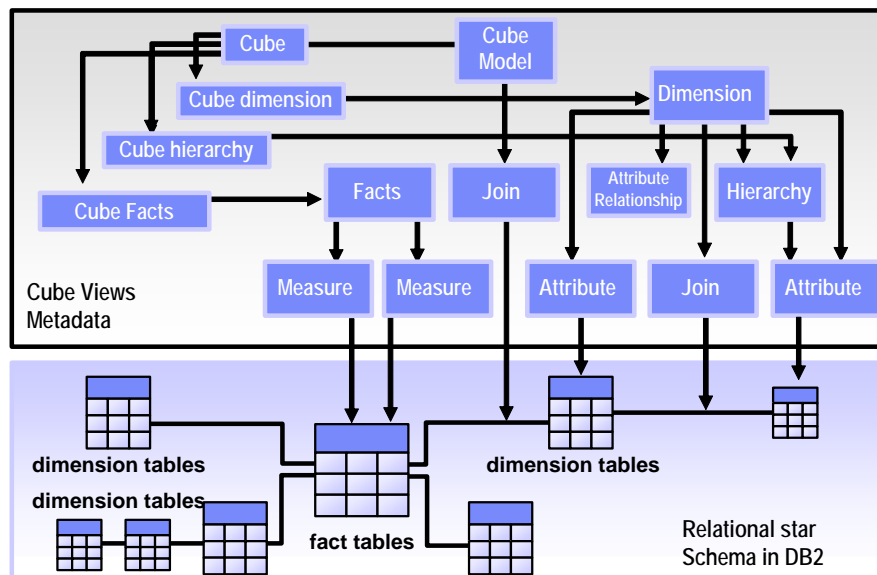 Cube
Cube
Model
Cube dimension
Dimension
Cube hierarchy
Attribute
Relationship
Hierarchy
Facts
Join
Cube Facts
Measure
Measure
Attribute
Join
Attribute
Cube Views
Metadata
dimension tables
dimension tables
dimension tables
fact tables
Relational star
Schema in DB2